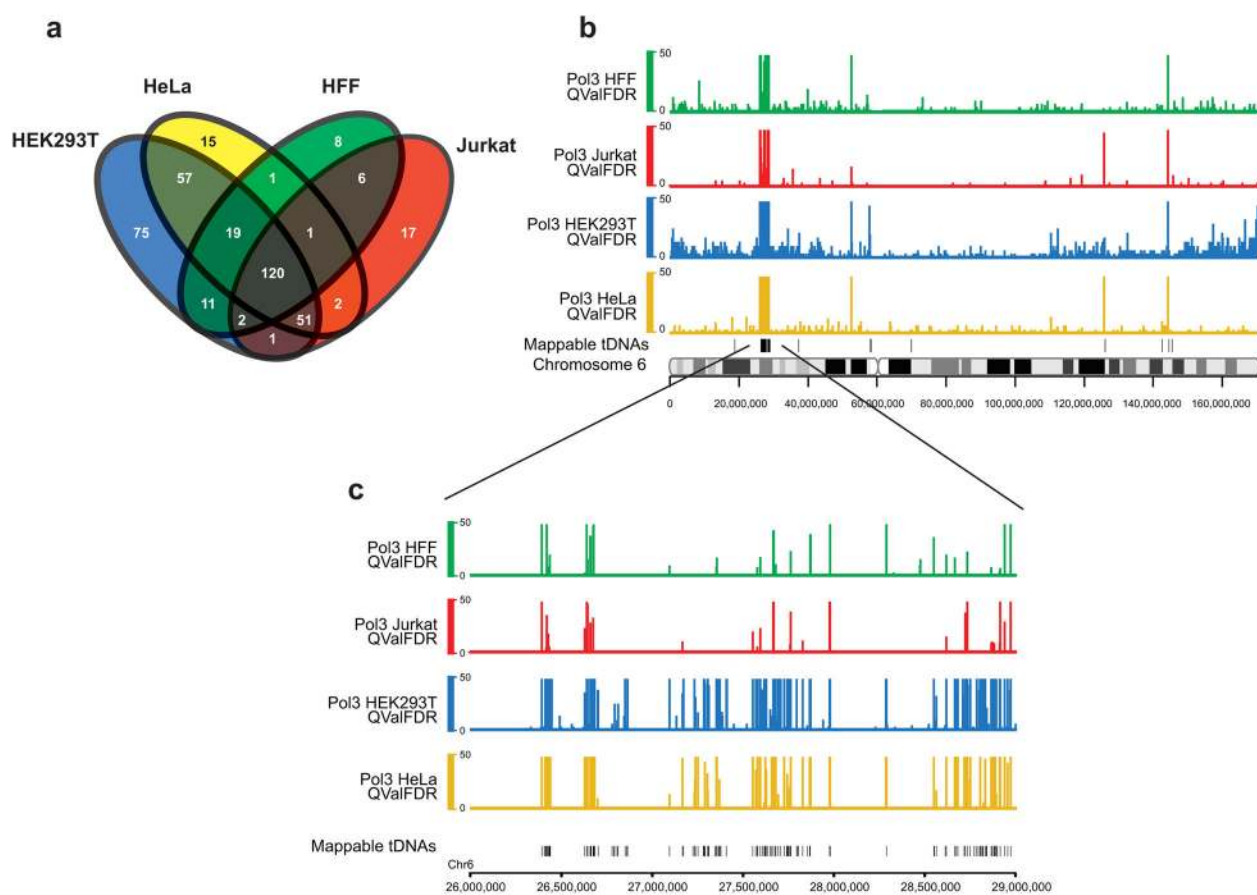 a
HeLa
HFF
HEK293T
Jurkat
15
8
57
1
6
75
19
1
17
120
11
2
51
2
1
b
50
Pol3 HFF
QValFDR
0
50
Pol3 Jurkat
QValFDR
0
50
Pol3 HEK293T
QValFDR
0
50
Pol3 HeLa
QValFDR
0
Mappable tDNAs
Chromosome 6
0 20,000,000 40,000,000 60,000,000 80,000,000 100,000,000 120,000,000 140,000,000 160,000,000
c
50
Pol3 HFF
QValFDR
0
50
Pol3 Jurkat
QValFDR
0
50
Pol3 HEK293T
QValFDR
0
50
Pol3 HeLa
QValFDR
0
Mappable tDNAs
Chr6
26,000,000 26,500,000 27,000,000 27,500,000 28,000,000 28,500,000 29,000,000